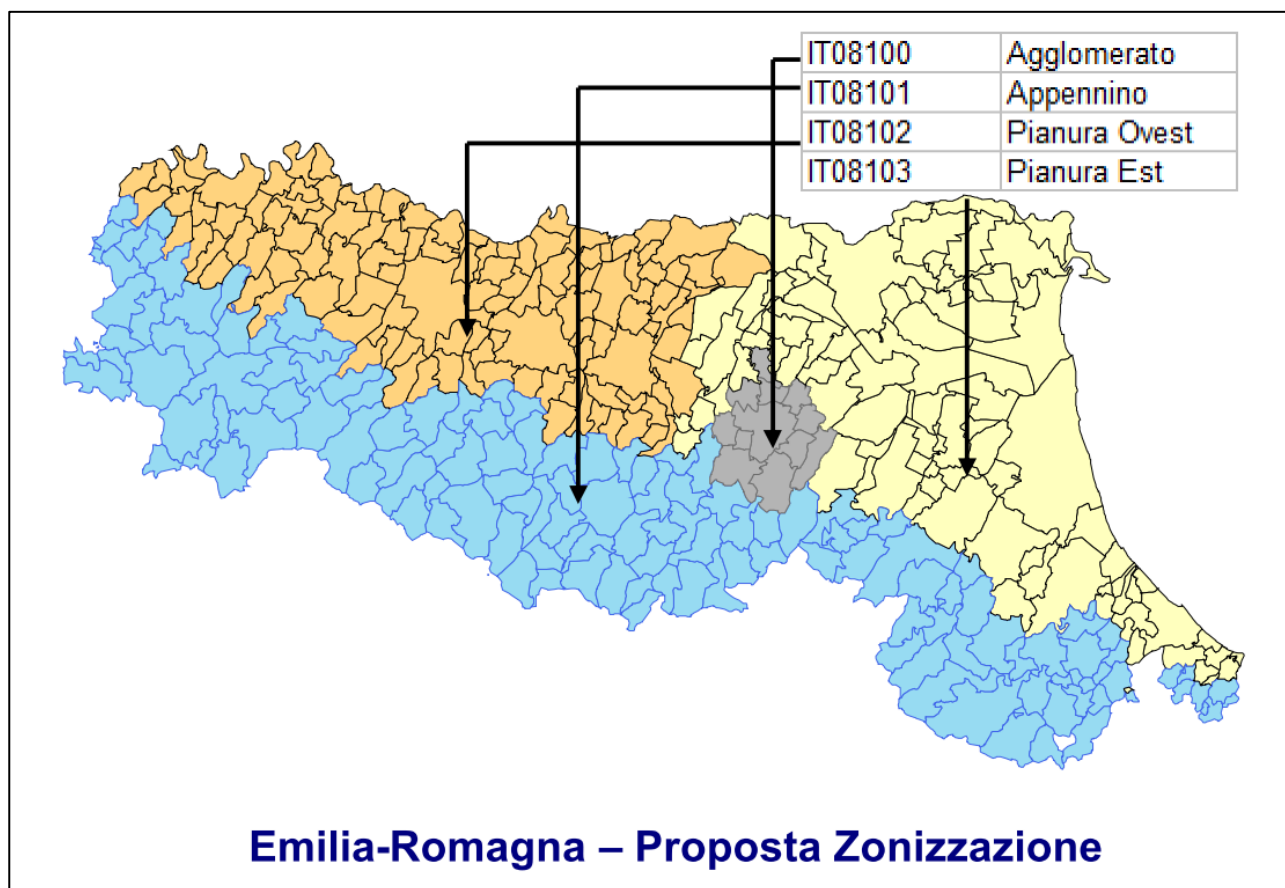 IT08100 Agglomerato
IT08101 Appennino
IT08102 Pianura Ovest
IT08103 Pianura Est
Emilia-Romagna – Proposta Zonizzazione